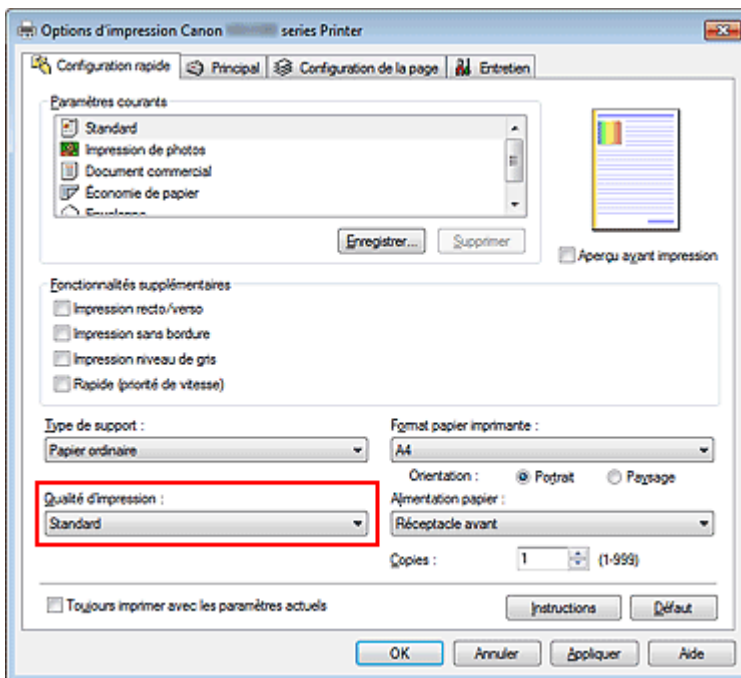 Options d'impression Canon series Printer
Configuration rapide Principal Configuration de la page Entretien
Paramètres courants
Standard
Impression de photos
Document commercial
Économie de papier
Enregistrer... Supprimer
Aperçu avant impression
Fonctionnalités supplémentaires
Impression recto/verso
Impression sans bordure
Impression niveau de gris
Rapide (priorité de vitesse)
Type de support :
Papier ordinaire
Format papier imprimante :
A4
Orientation : Portrait Paysage
Qualité d'impression :
Standard
Alimentation papier :
Réceptacle avant
Copies : 1 (1-999)
Toujours imprimer avec les paramètres actuels
Instructions Défaut
OK Annuler Appliquer Aide